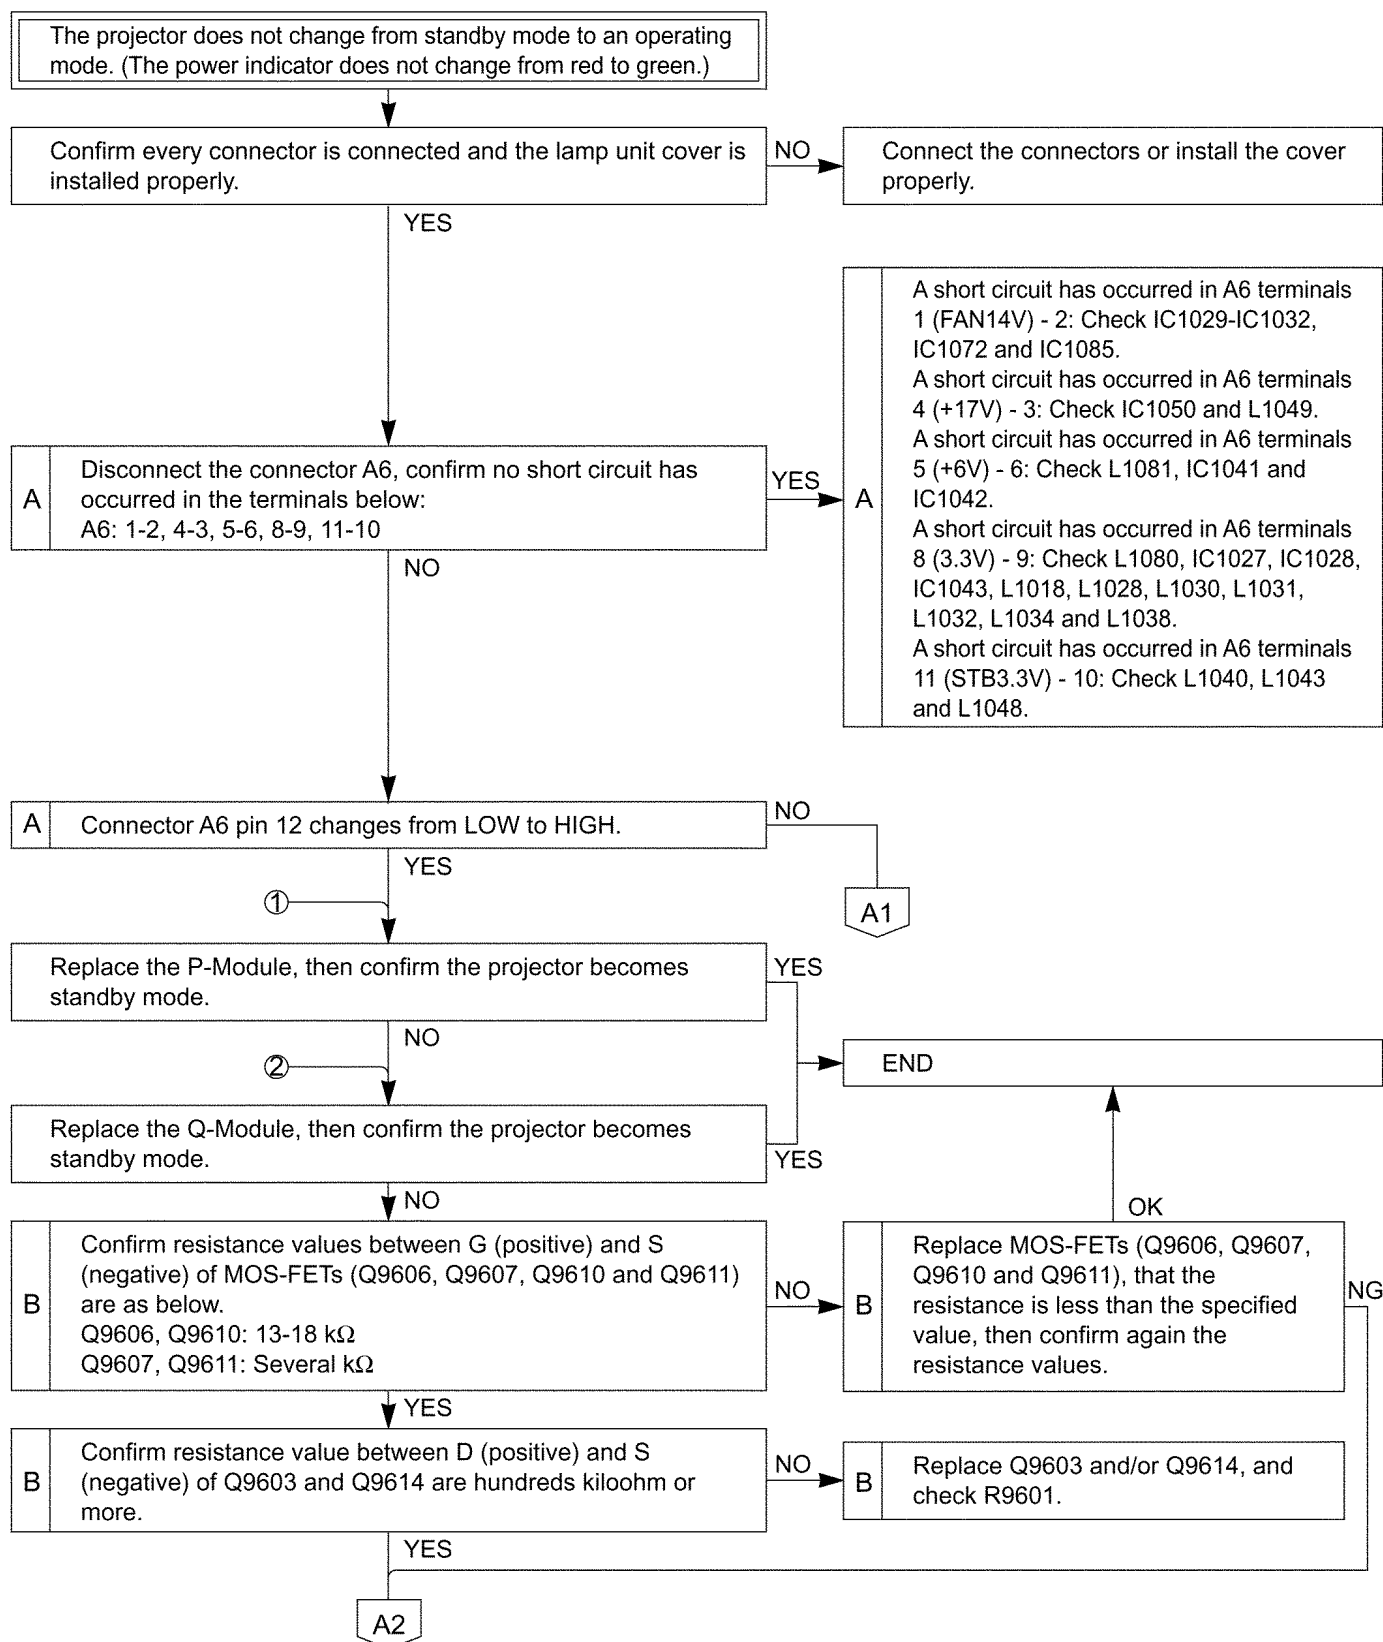 The projector does not change from standby mode to an operating
mode. (The power indicator does not change from red to green.)
Confirm every connector is connected and the lamp unit cover is
installed properly.
NO
Connect the connectors or install the cover
properly.
YES
A
Disconnect the connector A6, confirm no short circuit has
occurred in the terminals below:
A6: 1-2, 4-3, 5-6, 8-9, 11-10
YES
A
A short circuit has occurred in A6 terminals
1 (FAN14V) - 2: Check IC1029-IC1032,
IC1072 and IC1085.
A short circuit has occurred in A6 terminals
4 (+17V) - 3: Check IC1050 and L1049.
A short circuit has occurred in A6 terminals
5 (+6V) - 6: Check L1081, IC1041 and
IC1042.
A short circuit has occurred in A6 terminals
8 (3.3V) - 9: Check L1080, IC1027, IC1028,
IC1043, L1018, L1028, L1030, L1031,
L1032, L1034 and L1038.
A short circuit has occurred in A6 terminals
11 (STB3.3V) - 10: Check L1040, L1043
and L1048.
NO
A
Connector A6 pin 12 changes from LOW to HIGH.
NO
A1
YES
①
Replace the P-Module, then confirm the projector becomes
standby mode.
YES
NO
②
END
Replace the Q-Module, then confirm the projector becomes
standby mode.
YES
NO
B
Confirm resistance values between G (positive) and S
(negative) of MOS-FETs (Q9606, Q9607, Q9610 and Q9611)
are as below.
Q9606, Q9610: 13-18 kΩ
Q9607, Q9611: Several kΩ
NO
OK
B
Replace MOS-FETs (Q9606, Q9607,
Q9610 and Q9611), that the
resistance is less than the specified
value, then confirm again the
resistance values.
NG
YES
B
Confirm resistance value between D (positive) and S
(negative) of Q9603 and Q9614 are hundreds kiloohm or
more.
NO
B
Replace Q9603 and/or Q9614, and
check R9601.
YES
A2